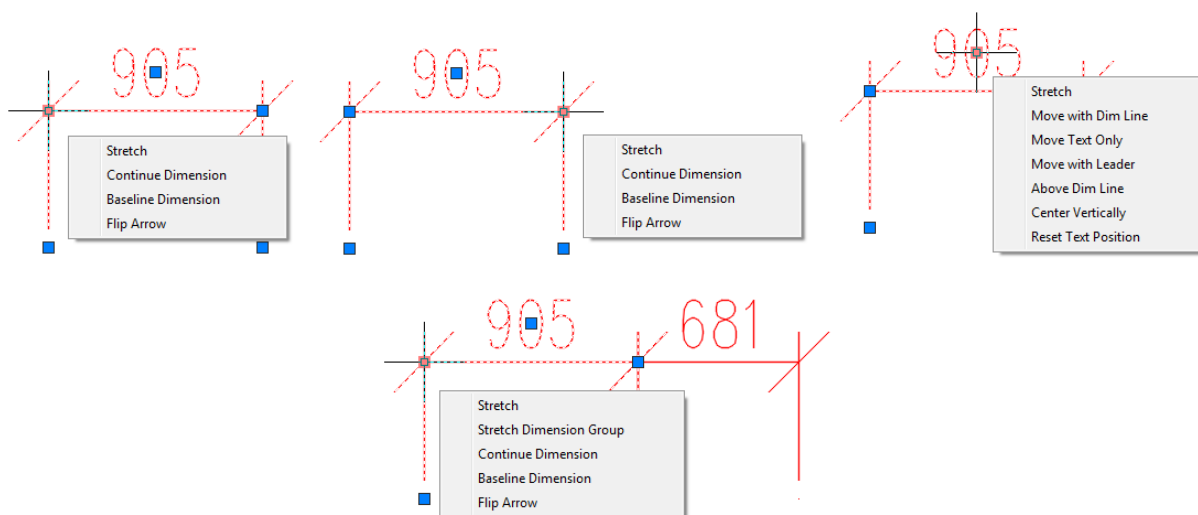 905
Stretch
Continue Dimension
Baseline Dimension
Flip Arrow
905
Stretch
Continue Dimension
Baseline Dimension
Flip Arrow
905
Stretch
Move with Dim Line
Move Text Only
Move with Leader
Above Dim Line
Center Vertically
Reset Text Position
905
681
Stretch
Stretch Dimension Group
Continue Dimension
Baseline Dimension
Flip Arrow